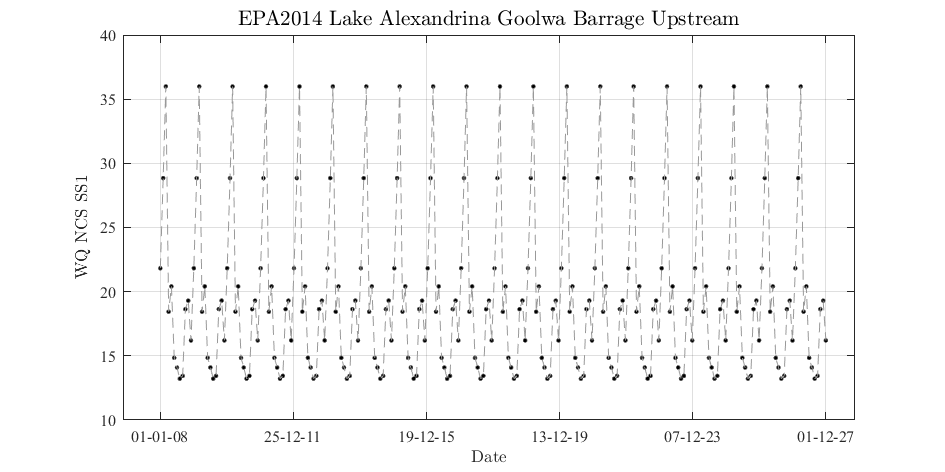 EPA2014 Lake Alexandrina Goolwa Barrage Upstream
40
35
30
25
20
15
10
WQ NCS SS1
01-01-08 25-12-11 19-12-15 13-12-19 07-12-23 01-12-27
Date